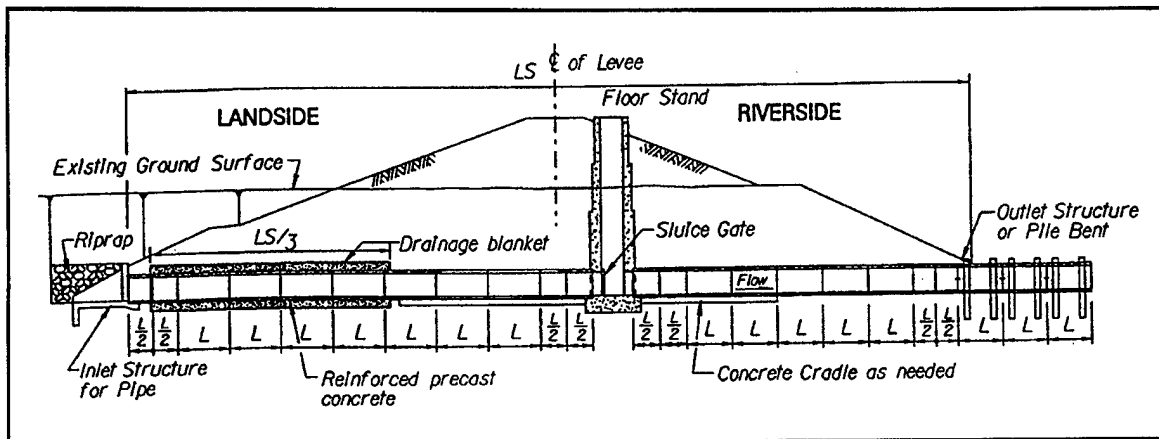 LS
℄ of Levee
Floor Stand
LANDSIDE
RIVERSIDE
Existing Ground Surface
Outlet Structure
or Pile Bent
Riprap
LS/3
Drainage blanket
Sluice Gate
Flow
L/2 L/2 L L L L L L L L/2 L/2 L/2 L/2 L L L L L L/2 L/2 L L L
Inlet Structure
for Pipe
Reinforced precast
concrete
Concrete Cradle as needed